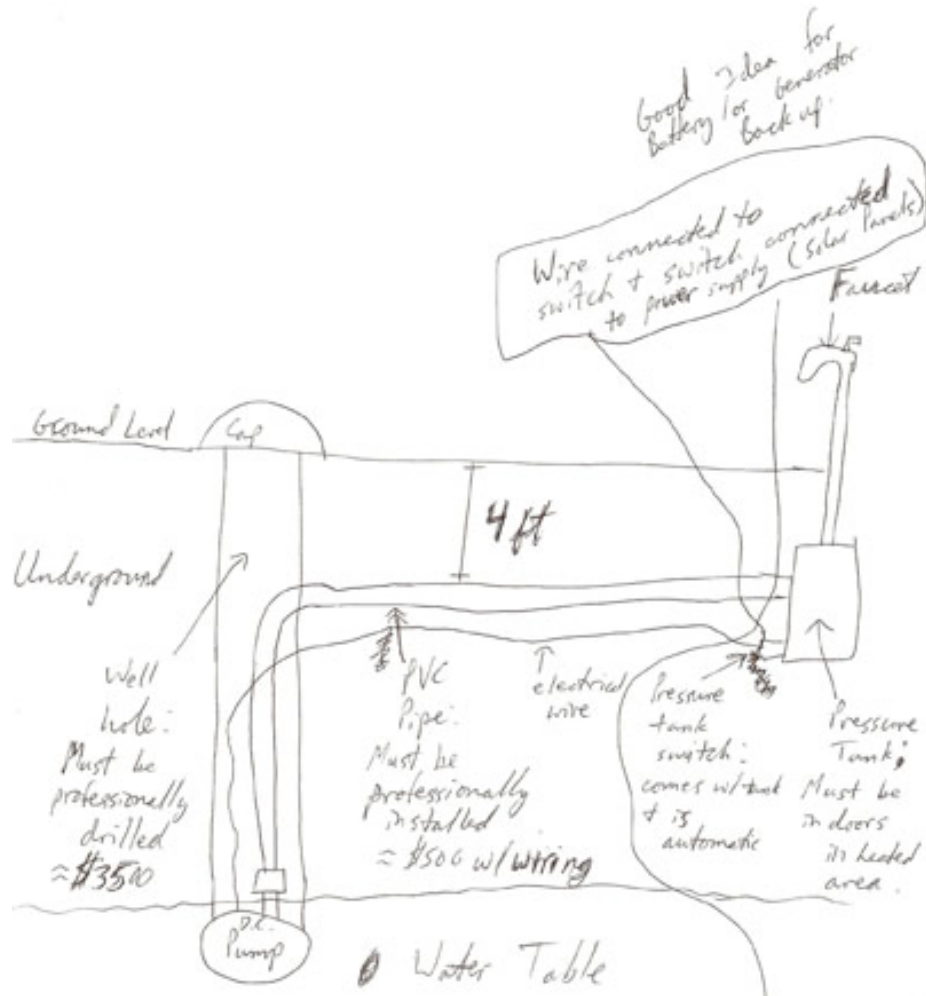 Good Idea for
Battery/or Generator
Back up.
Wire connected to
switch + switch connected
to power supply (Solar Panels)
Faucet
Ground Level
Cap
4 ft
Underground
Well
hole:
Must be
professionally
drilled
≈ $3500
PVC
Pipe:
Must be
professionally
installed
≈ $500 w/wiring
electrical
wire
Pressure
tank
switch:
comes w/tank
+ is
automatic
Pressure
Tank;
Must be
indoors
in heated
area.
D.C.
Pump
Water Table